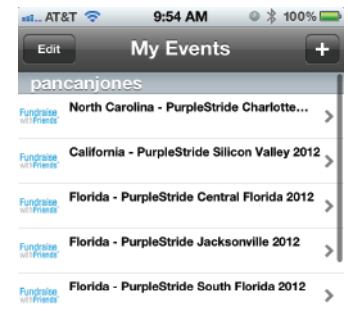 AT&T 9:54 AM 100%
Edit My Events +
pancanjones
Fundraise with Friends North Carolina - PurpleStride Charlotte...
Fundraise with Friends California - PurpleStride Silicon Valley 2012
Fundraise with Friends Florida - PurpleStride Central Florida 2012
Fundraise with Friends Florida - PurpleStride Jacksonville 2012
Fundraise with Friends Florida - PurpleStride South Florida 2012